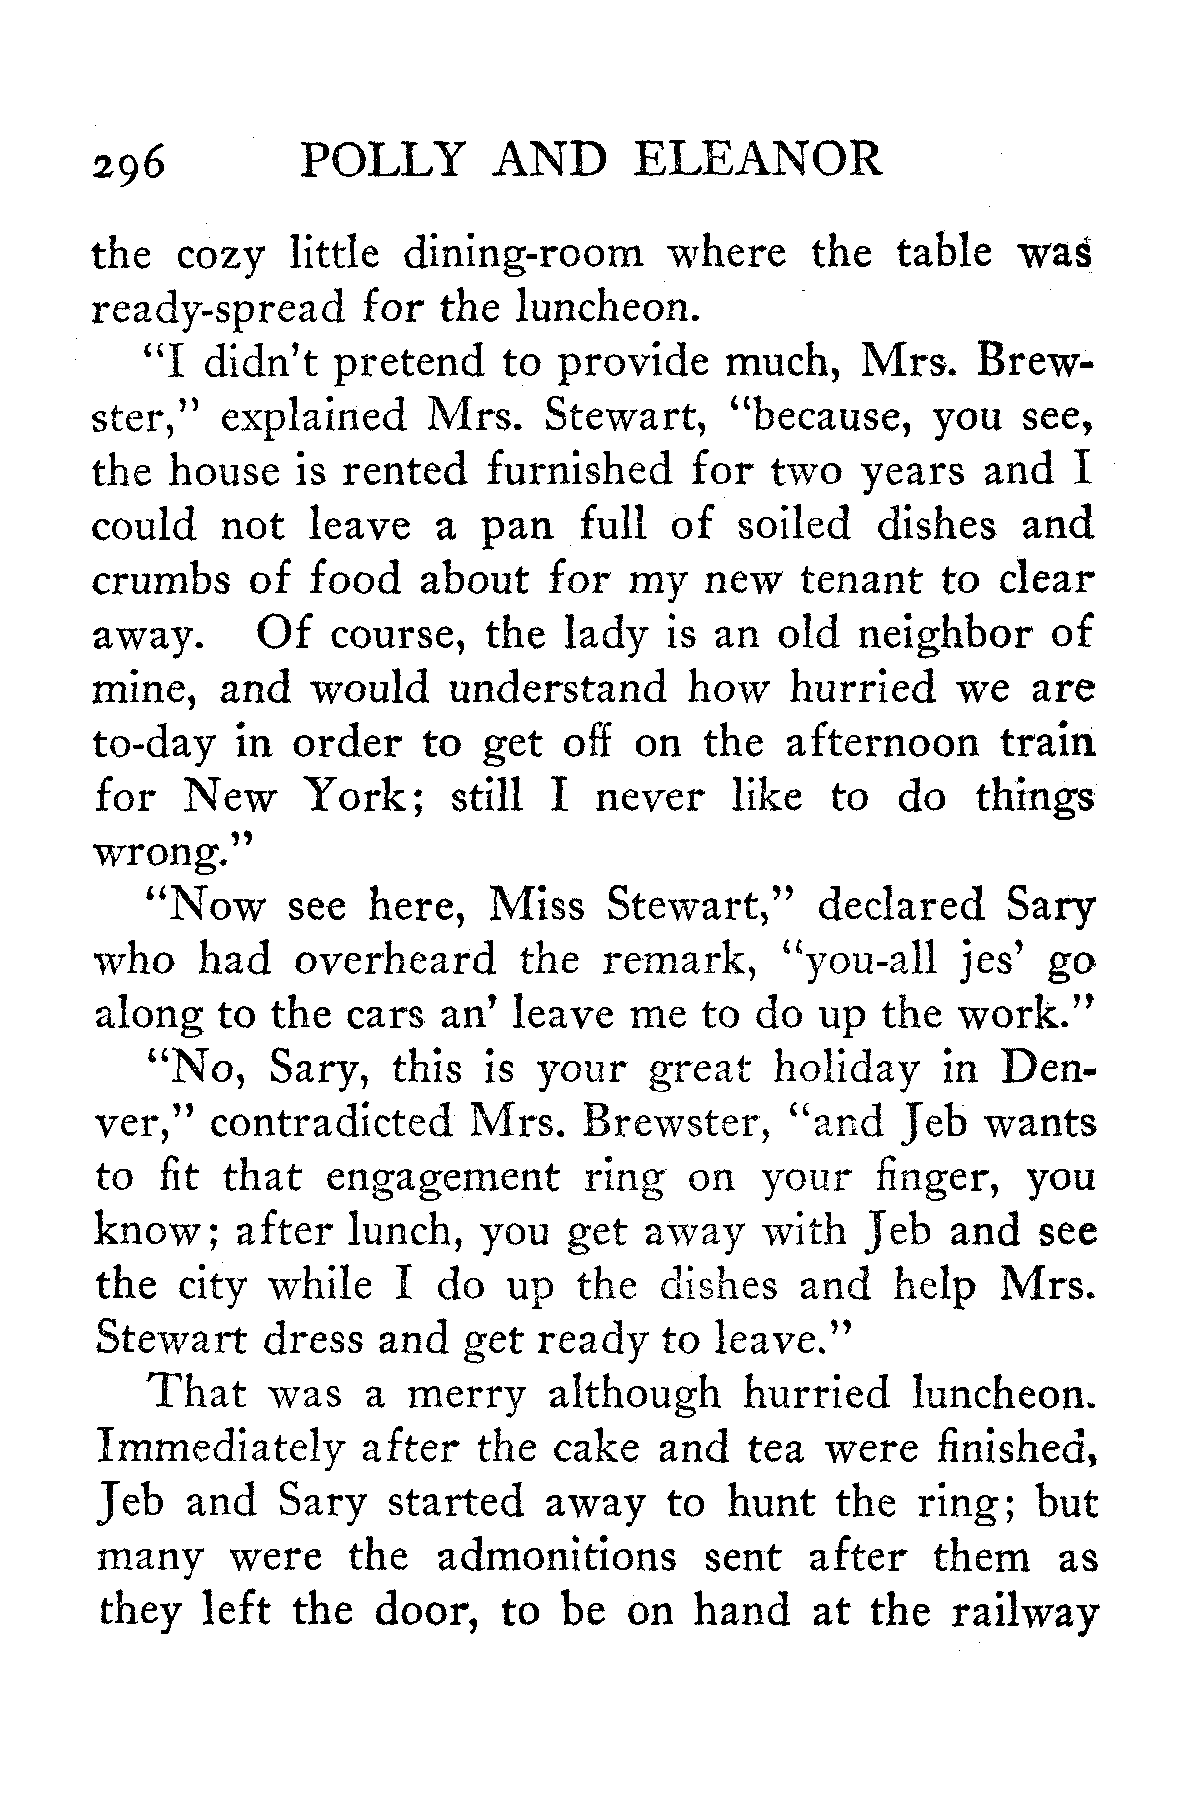 296 POLLY AND ELEANOR
the cozy little dining-room where the table was
ready-spread for the luncheon.
“I didn’t pretend to provide much, Mrs. Brew-
ster,” explained Mrs. Stewart, “because, you see,
the house is rented furnished for two years and I
could not leave a pan full of soiled dishes and
crumbs of food about for my new tenant to clear
away. Of course, the lady is an old neighbor of
mine, and would understand how hurried we are
to-day in order to get off on the afternoon train
for New York; still I never like to do things
wrong.”
“Now see here, Miss Stewart,” declared Sary
who had overheard the remark, “you-all jes’ go
along to the cars an’ leave me to do up the work.”
“No, Sary, this is your great holiday in Den-
ver,” contradicted Mrs. Brewster, “and Jeb wants
to fit that engagement ring on your finger, you
know; after lunch, you get away with Jeb and see
the city while I do up the dishes and help Mrs.
Stewart dress and get ready to leave.”
That was a merry although hurried luncheon.
Immediately after the cake and tea were finished,
Jeb and Sary started away to hunt the ring; but
many were the admonitions sent after them as
they left the door, to be on hand at the railway